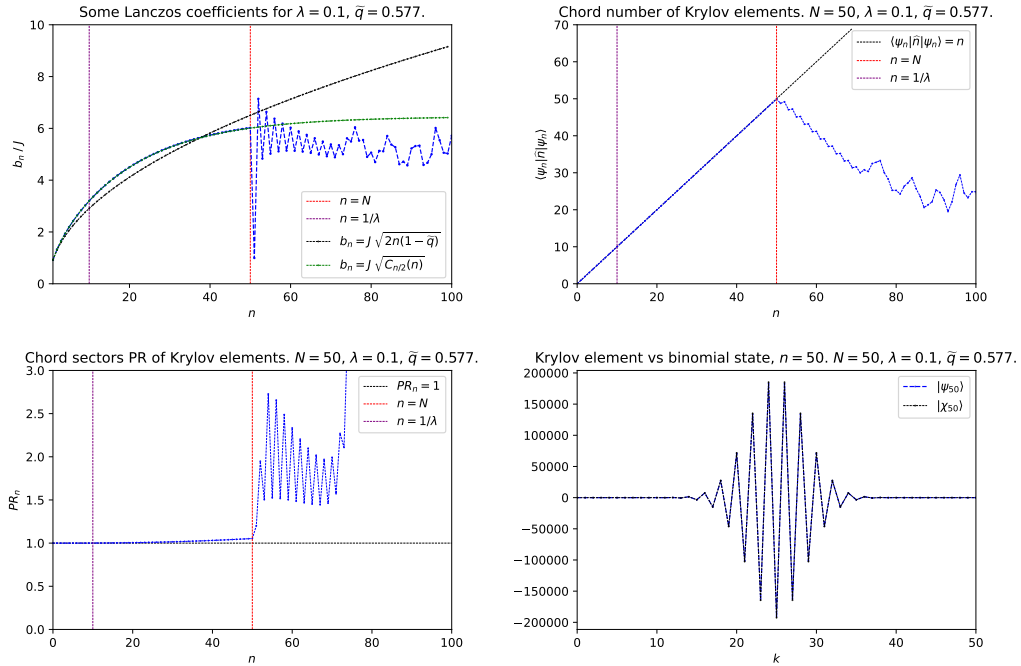 Some Lanczos coefficients for λ = 0.1, q̃ = 0.577.
10
8
6
4
2
0
b_n / J
20
40
60
80
100
n
n = N
n = 1/λ
b_n = J √2n(1 − q̃)
b_n = J √C_{n/2}(n)
Chord number of Krylov elements. N = 50, λ = 0.1, q̃ = 0.577.
70
60
50
40
30
20
10
0
⟨ψ_n|n̂|ψ_n⟩
0
20
40
60
80
100
n
⟨ψ_n|n̂|ψ_n⟩ = n
n = N
n = 1/λ
Chord sectors PR of Krylov elements. N = 50, λ = 0.1, q̃ = 0.577.
3.0
2.5
2.0
1.5
1.0
0.5
0.0
PR_n
0
20
40
60
80
100
n
PR_n = 1
n = N
n = 1/λ
Krylov element vs binomial state, n = 50. N = 50, λ = 0.1, q̃ = 0.577.
200000
150000
100000
50000
0
−50000
−100000
−150000
−200000
0
10
20
30
40
50
k
|ψ_50⟩
|χ_50⟩